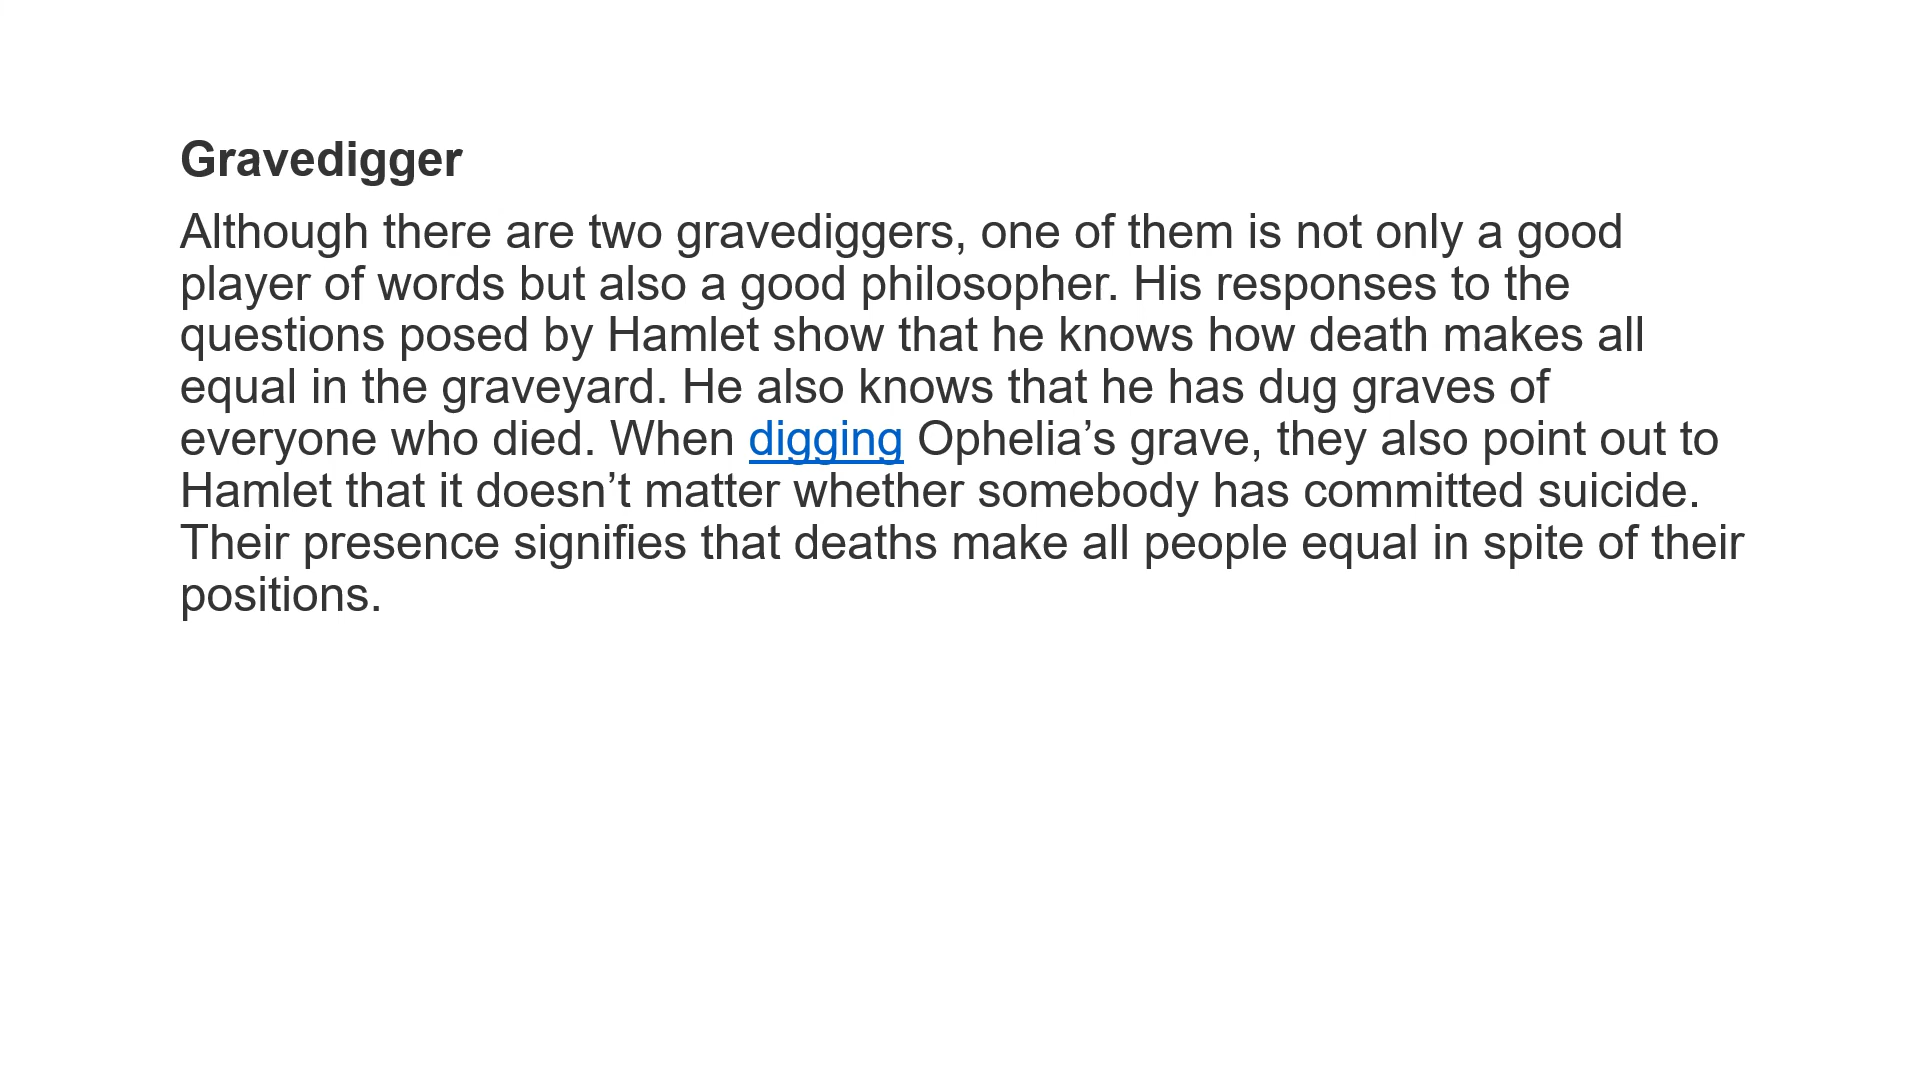 Gravedigger
Although there are two gravediggers, one of them is not only a good
player of words but also a good philosopher. His responses to the
questions posed by Hamlet show that he knows how death makes all
equal in the graveyard. He also knows that he has dug graves of
everyone who died. When digging Ophelia’s grave, they also point out to
Hamlet that it doesn’t matter whether somebody has committed suicide.
Their presence signifies that deaths make all people equal in spite of their
positions.